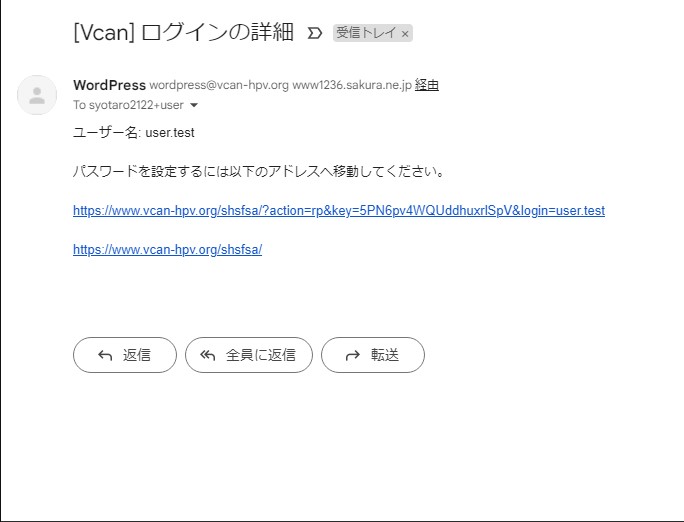 [Vcan] ログインの詳細 受信トレイ ×
WordPress wordpress@vcan-hpv.org www1236.sakura.ne.jp 経由
To syotaro2122+user
ユーザー名: user.test
パスワードを設定するには以下のアドレスへ移動してください。
https://www.vcan-hpv.org/shsfsa/?action=rp&key=5PN6pv4WQUddhuxrlSpV&login=user.test
https://www.vcan-hpv.org/shsfsa/
返信 全員に返信 転送